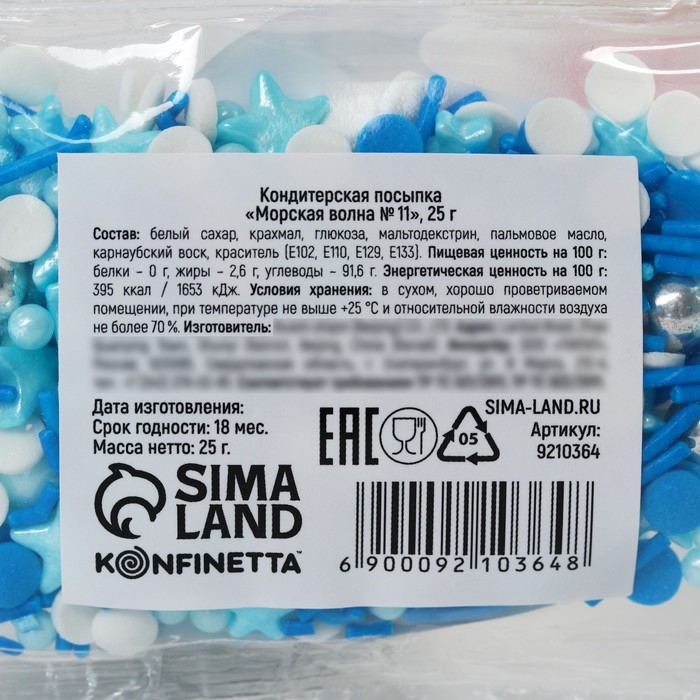 Кондитерская посыпка
«Морская волна № 11», 25 г
Состав: белый сахар, крахмал, глюкоза, мальтодекстрин, пальмовое масло,
карнаубский воск, краситель (Е102, Е110, Е129, Е133). Пищевая ценность на 100 г:
белки – 0 г, жиры – 2,6 г, углеводы – 91,6 г. Энергетическая ценность на 100 г:
395 ккал / 1653 кДж. Условия хранения: в сухом, хорошо проветриваемом
помещении, при температуре не выше +25 °С и относительной влажности воздуха
не более 70 %. Изготовитель:
Дата изготовления:
Срок годности: 18 мес.
Масса нетто: 25 г.
EAC
05
SIMA-LAND.RU
Артикул:
9210364
SIMA
LAND
KONFINETTA™
6 900092 103648